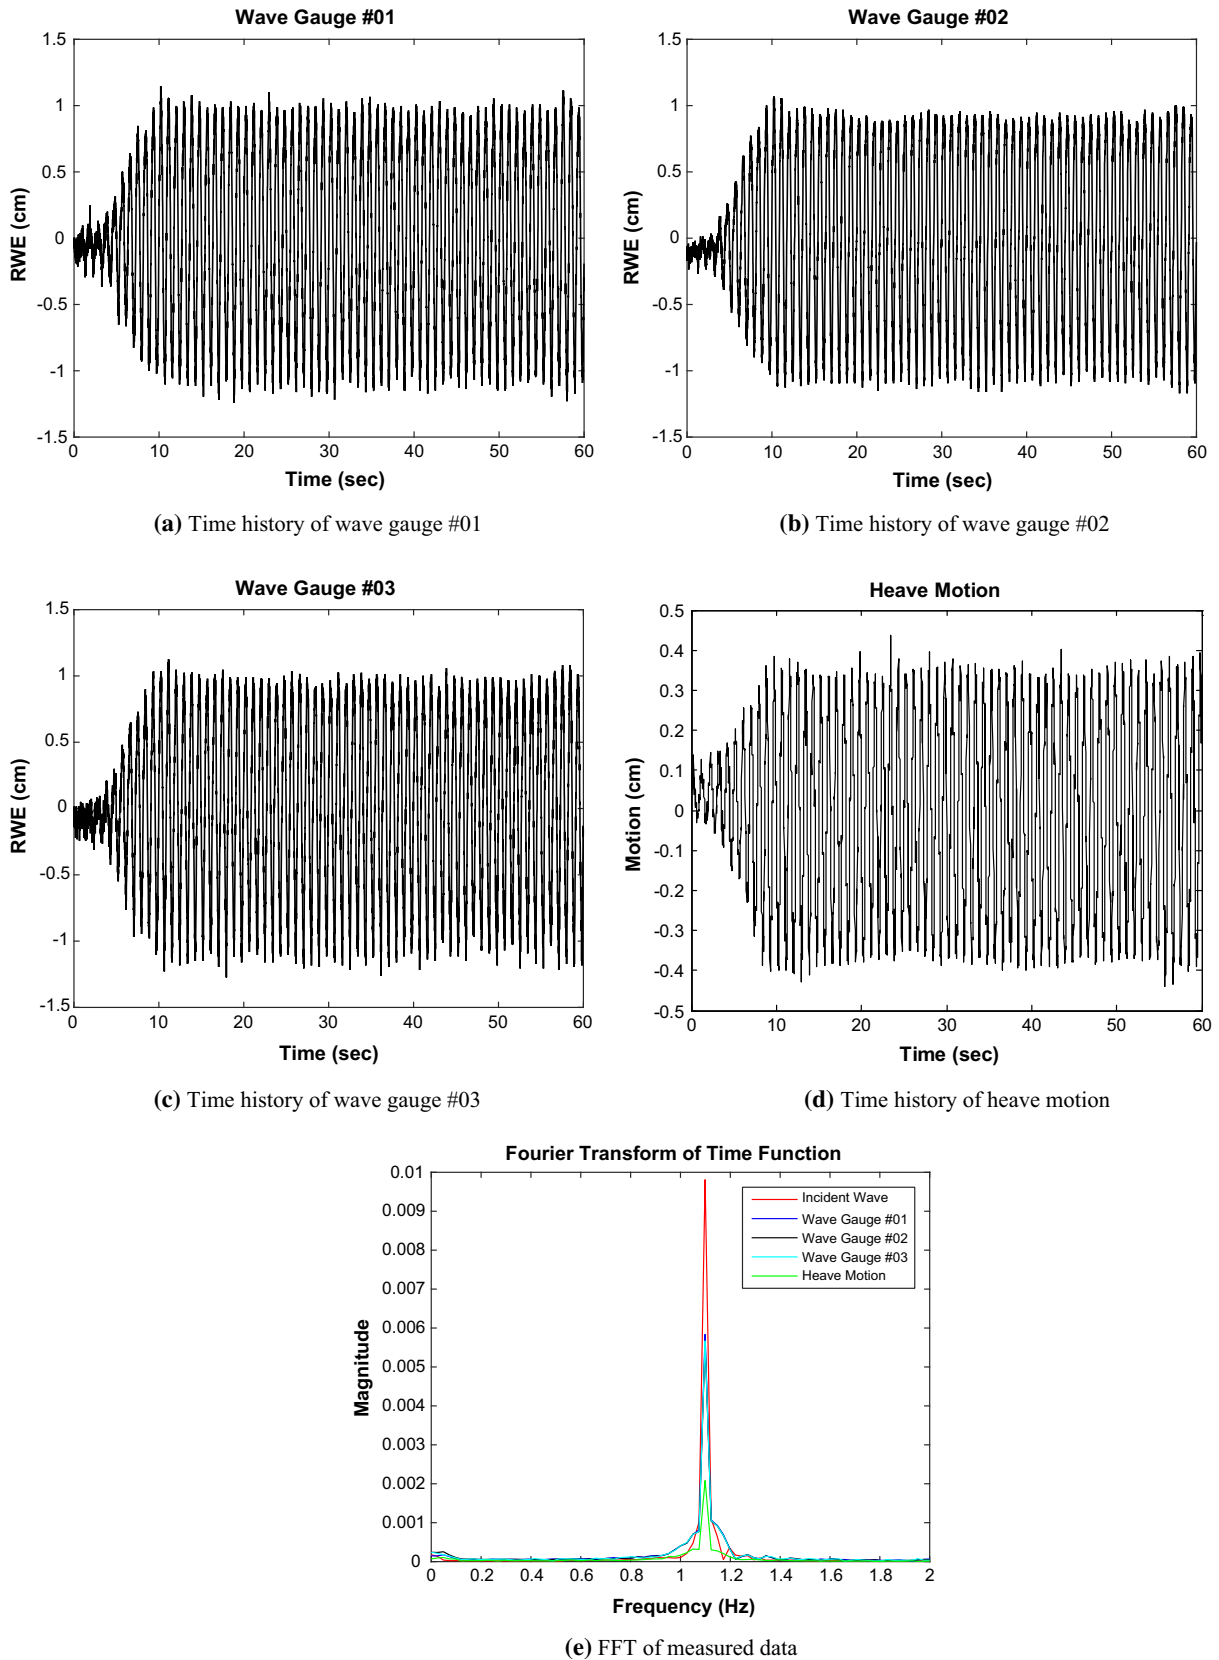 Wave Gauge #01
1.5
1
0.5
0
-0.5
-1
-1.5
RWE (cm)
0 10 20 30 40 50 60
Time (sec)
(a) Time history of wave gauge #01
Wave Gauge #02
1.5
1
0.5
0
-0.5
-1
-1.5
RWE (cm)
0 10 20 30 40 50 60
Time (sec)
(b) Time history of wave gauge #02
Wave Gauge #03
1.5
1
0.5
0
-0.5
-1
-1.5
RWE (cm)
0 10 20 30 40 50 60
Time (sec)
(c) Time history of wave gauge #03
Heave Motion
0.5
0.4
0.3
0.2
0.1
0
-0.1
-0.2
-0.3
-0.4
-0.5
Motion (cm)
0 10 20 30 40 50 60
Time (sec)
(d) Time history of heave motion
Fourier Transform of Time Function
0.01
0.009
0.008
0.007
0.006
0.005
0.004
0.003
0.002
0.001
0
Magnitude
Incident Wave
Wave Gauge #01
Wave Gauge #02
Wave Gauge #03
Heave Motion
0 0.2 0.4 0.6 0.8 1 1.2 1.4 1.6 1.8 2
Frequency (Hz)
(e) FFT of measured data